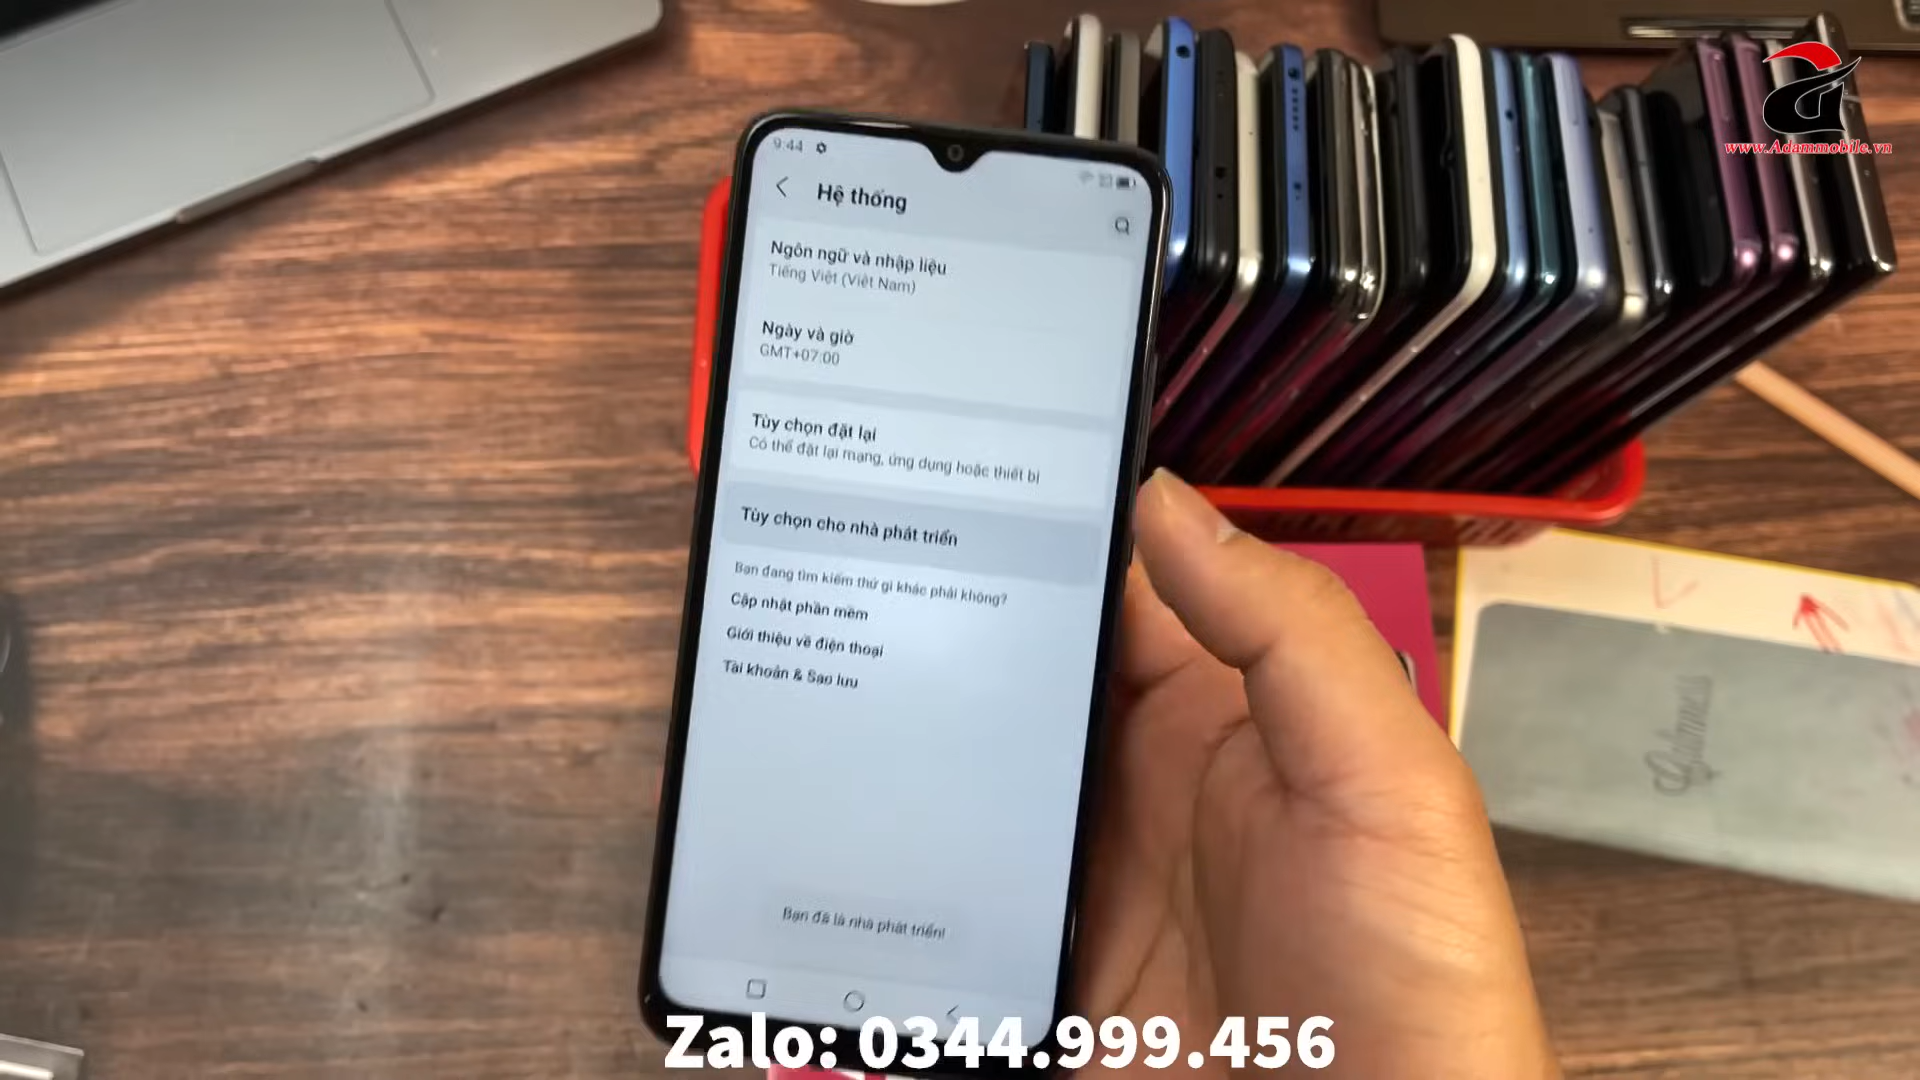 www.Adammobile.vn
9:44
Hệ thống
Ngôn ngữ và nhập liệu
Tiếng Việt (Việt Nam)
Ngày và giờ
GMT+07:00
Tùy chọn đặt lại
Có thể đặt lại mạng, ứng dụng hoặc thiết bị
Tùy chọn cho nhà phát triển
Bạn đang tìm kiếm thứ gì khác phải không?
Cập nhật phần mềm
Giới thiệu về điện thoại
Tài khoản & Sao lưu
Bạn đã là nhà phát triển!
Zalo: 0344.999.456